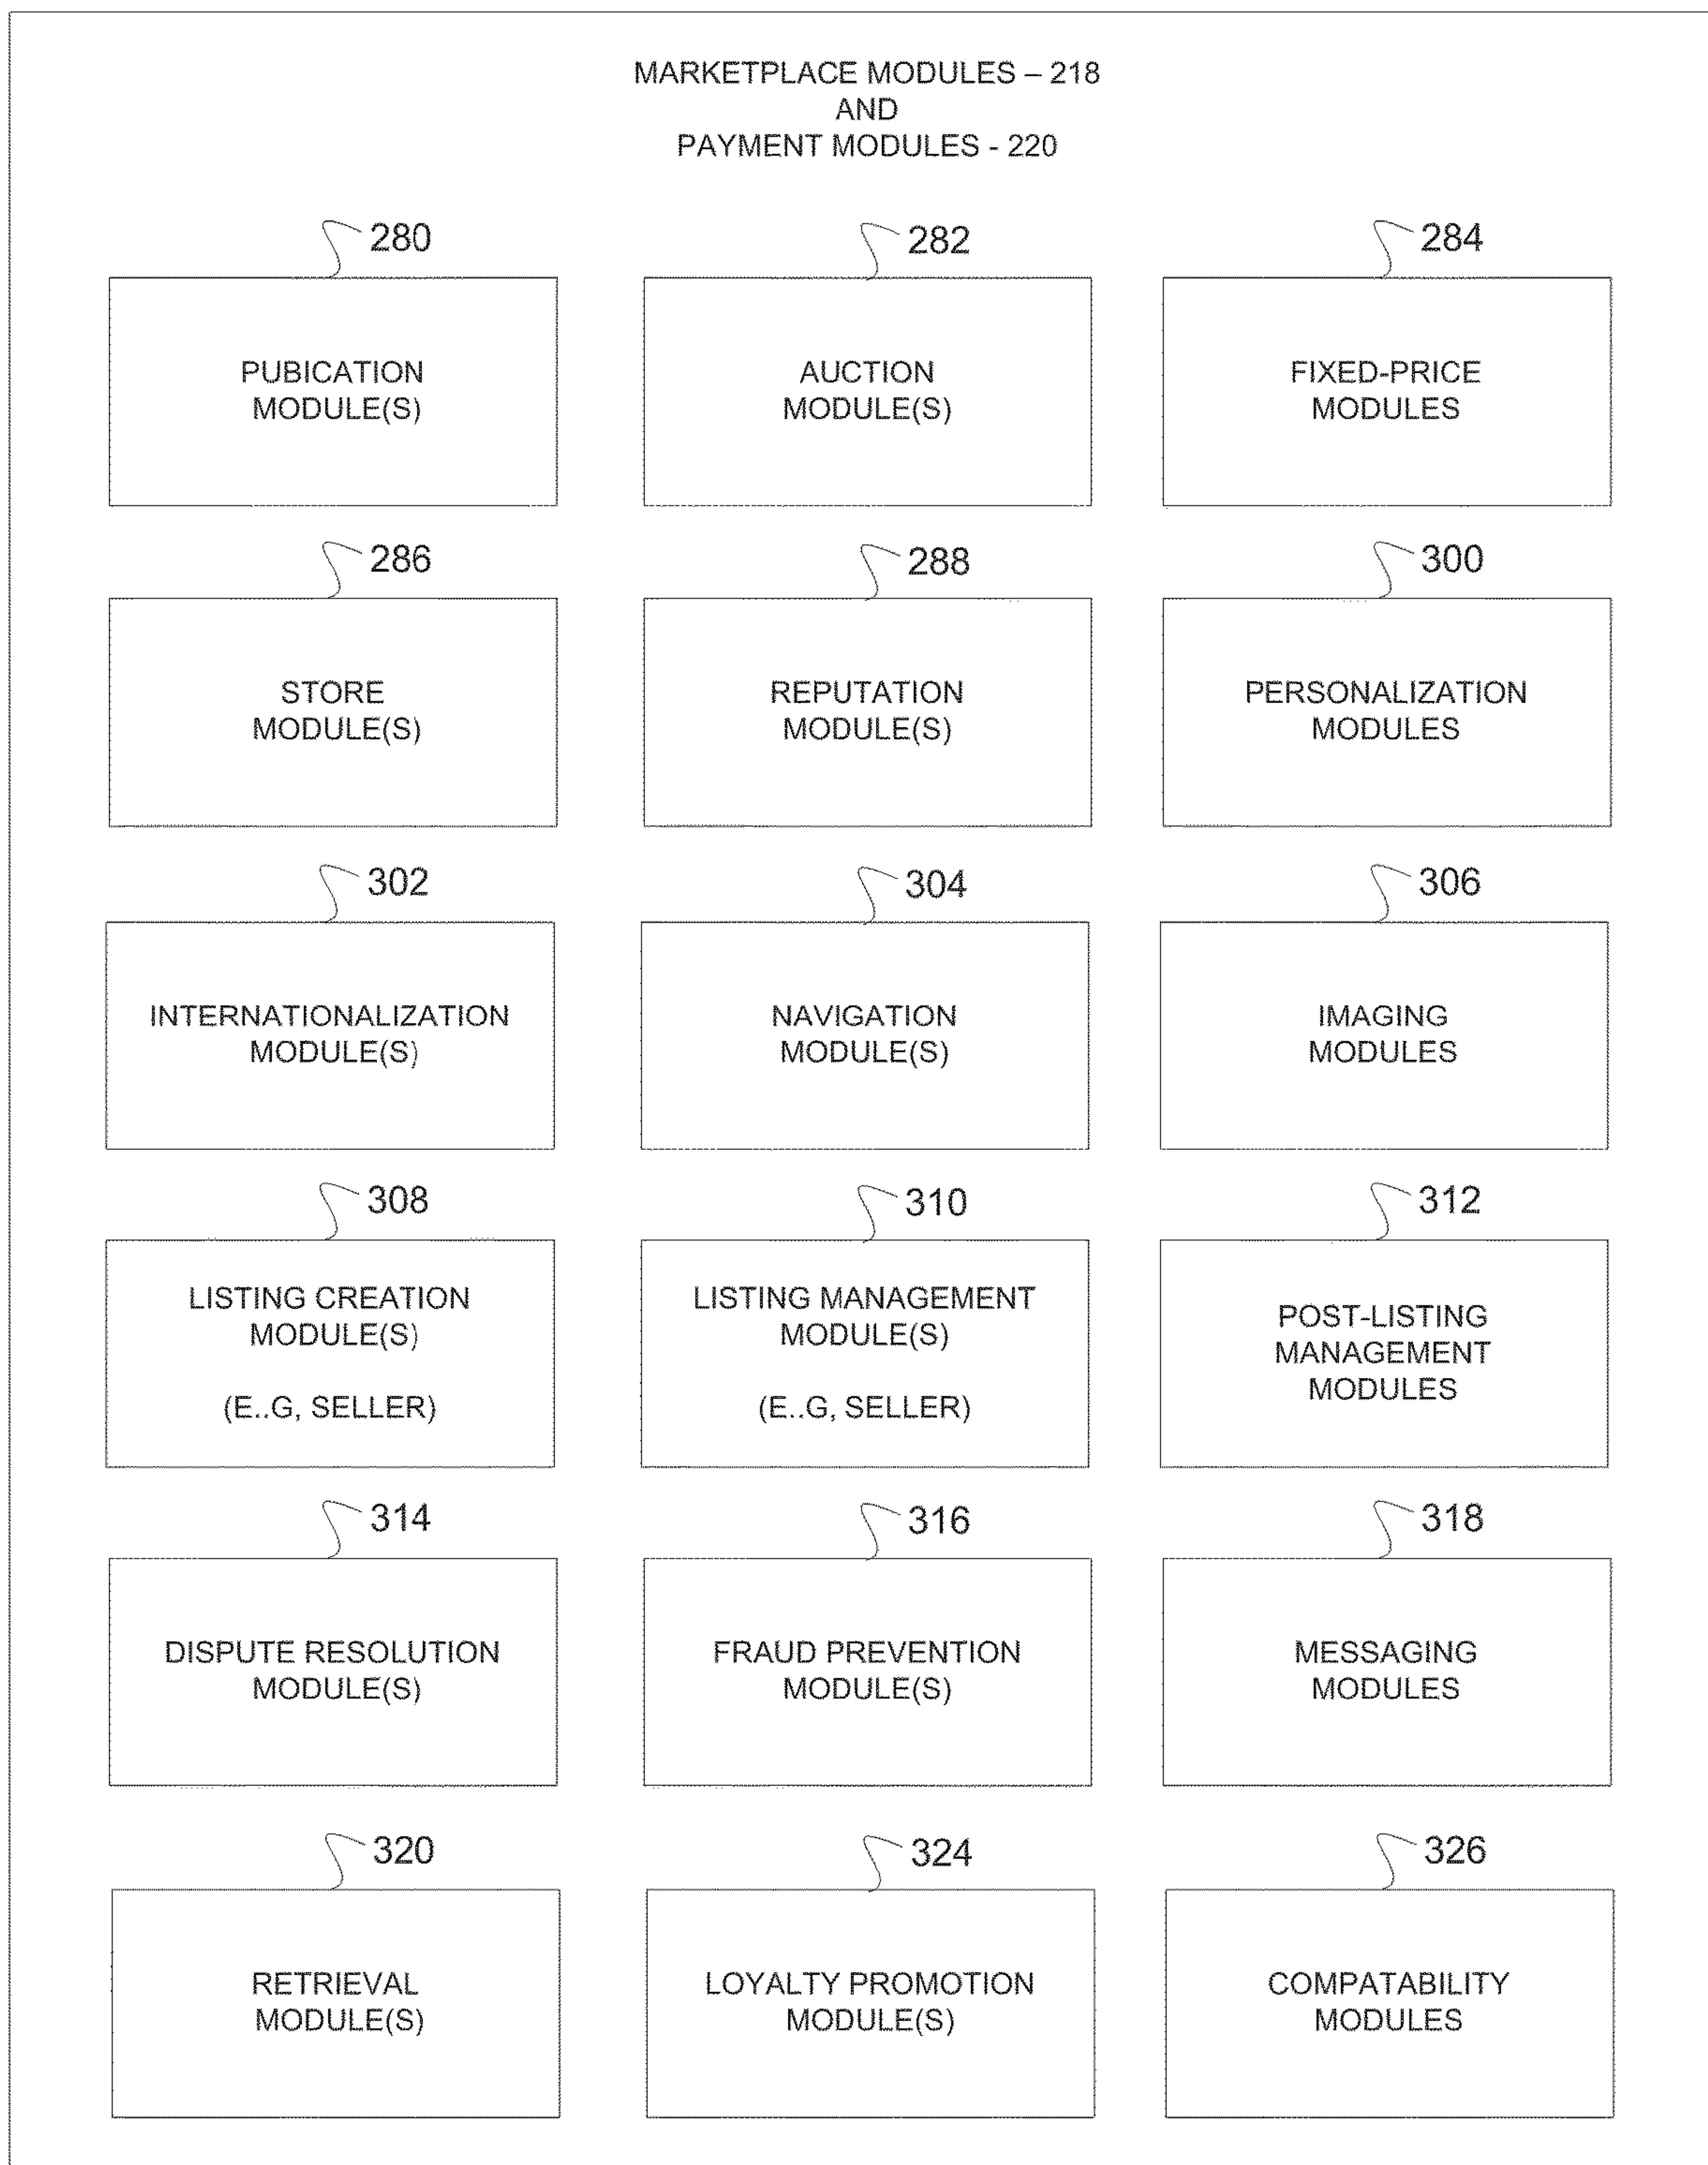 MARKETPLACE MODULES – 218
AND
PAYMENT MODULES - 220
280
282
284
PUBICATION
MODULE(S)
AUCTION
MODULE(S)
FIXED-PRICE
MODULES
286
288
300
STORE
MODULE(S)
REPUTATION
MODULE(S)
PERSONALIZATION
MODULES
302
304
306
INTERNATIONALIZATION
MODULE(S)
NAVIGATION
MODULE(S)
IMAGING
MODULES
308
310
312
LISTING CREATION
MODULE(S)
(E..G, SELLER)
LISTING MANAGEMENT
MODULE(S)
(E..G, SELLER)
POST-LISTING
MANAGEMENT
MODULES
314
316
318
DISPUTE RESOLUTION
MODULE(S)
FRAUD PREVENTION
MODULE(S)
MESSAGING
MODULES
320
324
326
RETRIEVAL
MODULE(S)
LOYALTY PROMOTION
MODULE(S)
COMPATABILITY
MODULES